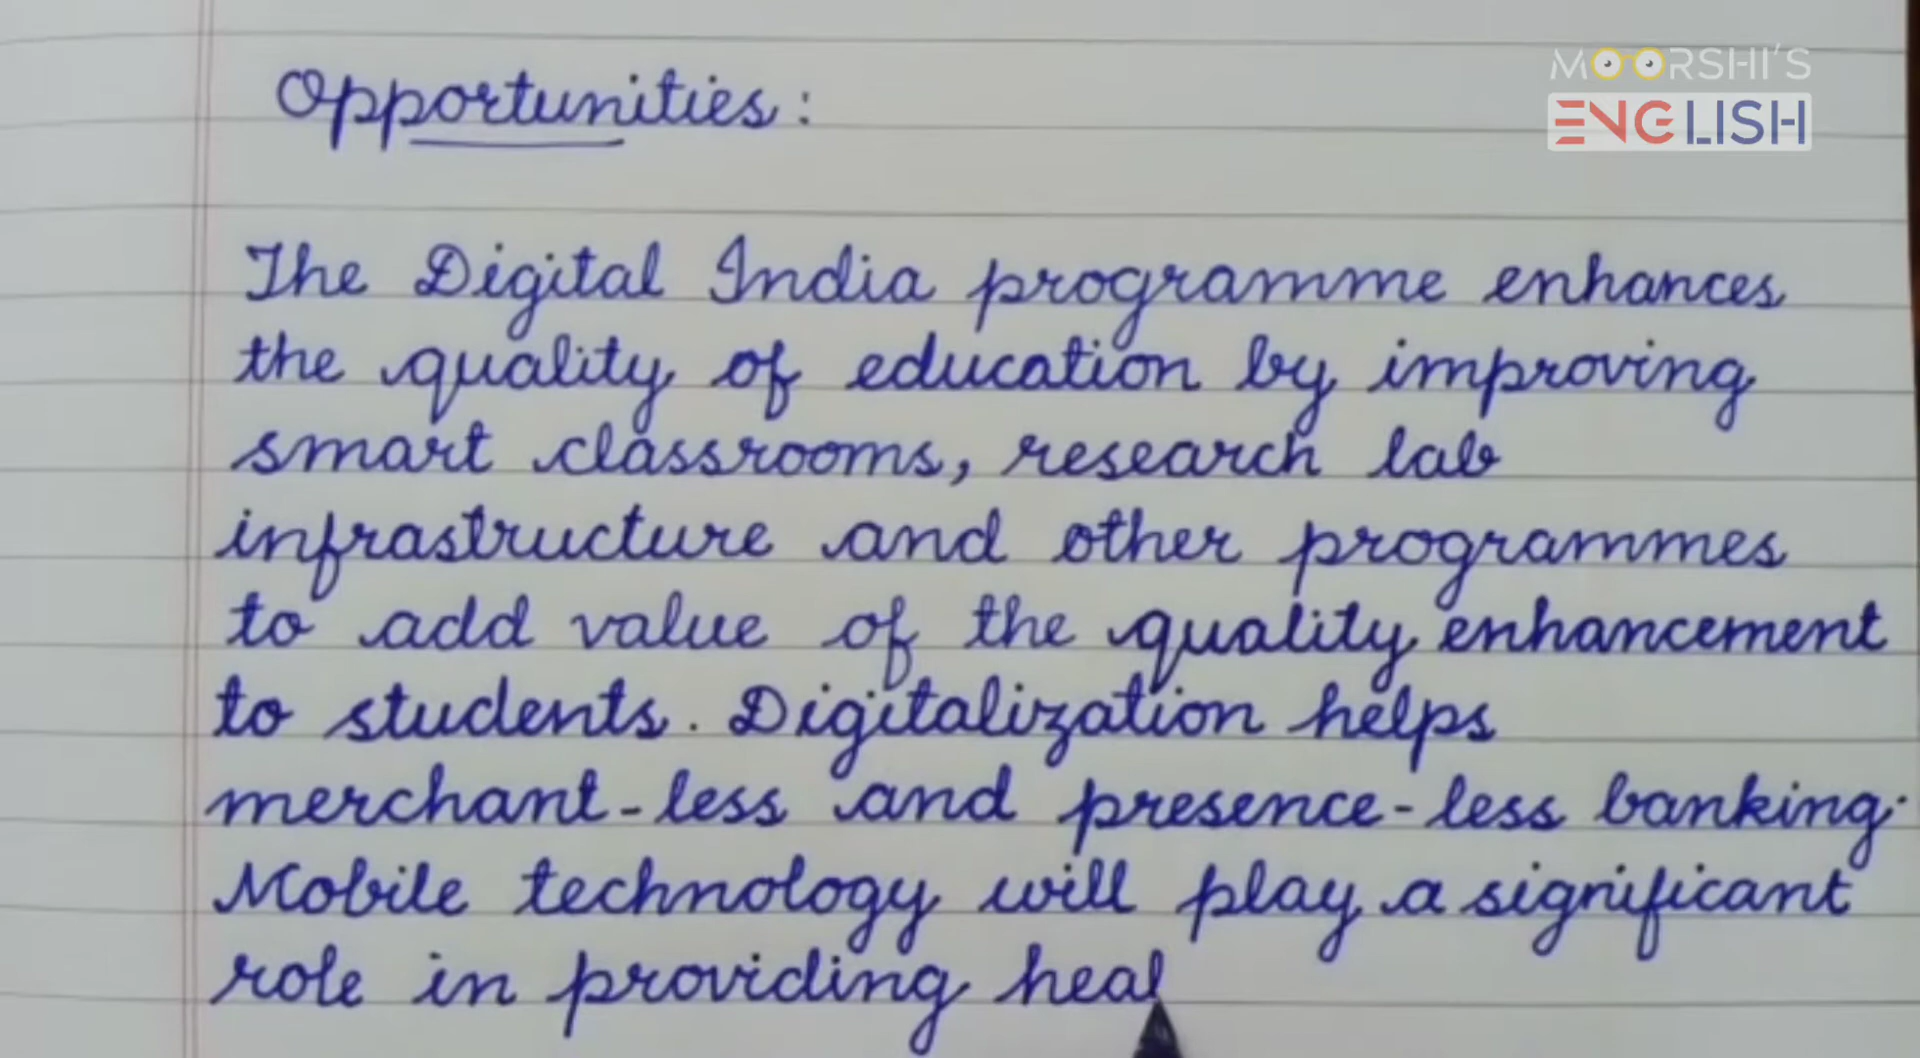 Opportunities:
MOORSHI'S
ENGLISH
The Digital India programme enhances
the quality of education by improving
smart classrooms, research lab
infrastructure and other programmes
to add value of the quality enhancement
to students. Digitalization helps
merchant-less and presence-less banking.
Mobile technology will play a significant
role in providing heal